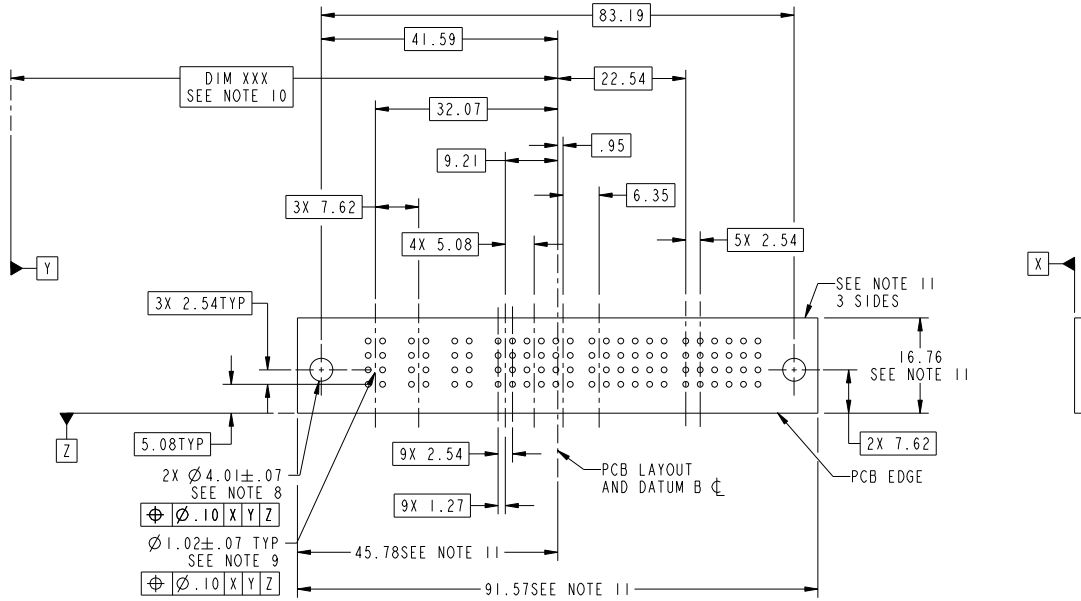 83.19
41.59
DIM XXX
SEE NOTE 10
22.54
32.07
.95
9.21
6.35
3X 7.62
4X 5.08
5X 2.54
Y
X
3X 2.54TYP
SEE NOTE 11
3 SIDES
16.76
SEE NOTE 11
5.08TYP
Z
2X 7.62
9X 2.54
PCB LAYOUT
AND DATUM B ℄
PCB EDGE
2X Ø4.01±.07
SEE NOTE 8
⌖ Ø.10 X Y Z
9X 1.27
Ø1.02±.07 TYP
SEE NOTE 9
⌖ Ø.10 X Y Z
45.78SEE NOTE 11
91.57SEE NOTE 11